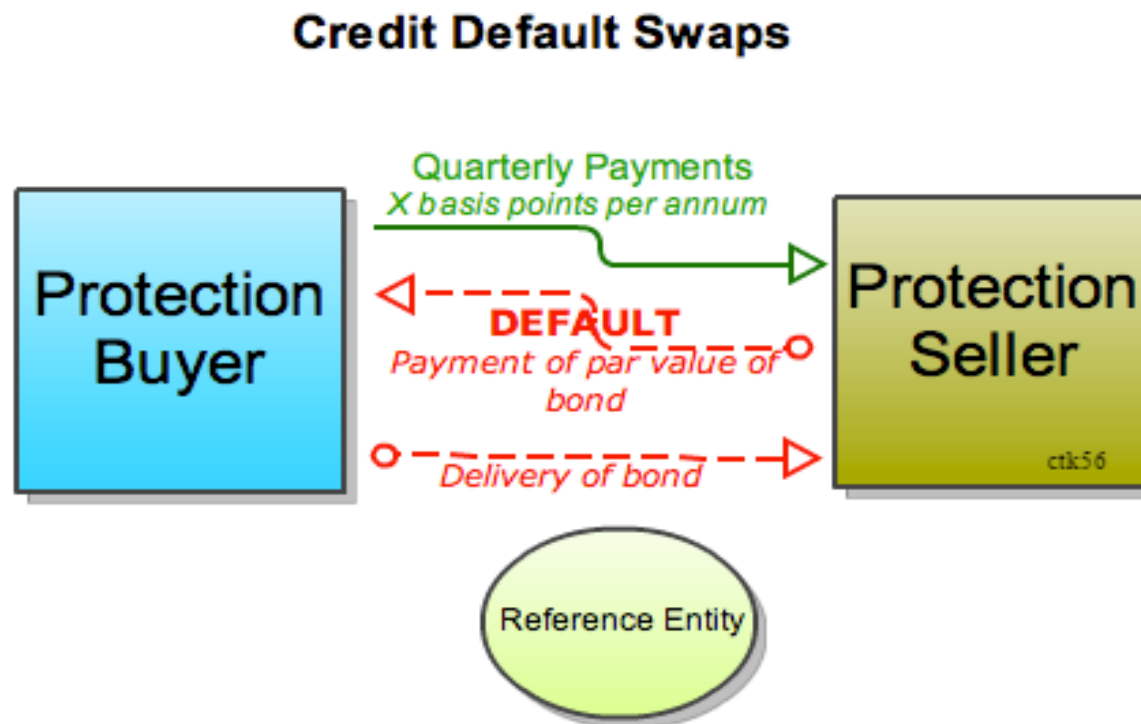 Credit Default Swaps
Quarterly Payments
X basis points per annum
Protection
Buyer
DEFAULT
Payment of par value of
bond
Delivery of bond
Protection
Seller
ctk56
Reference Entity